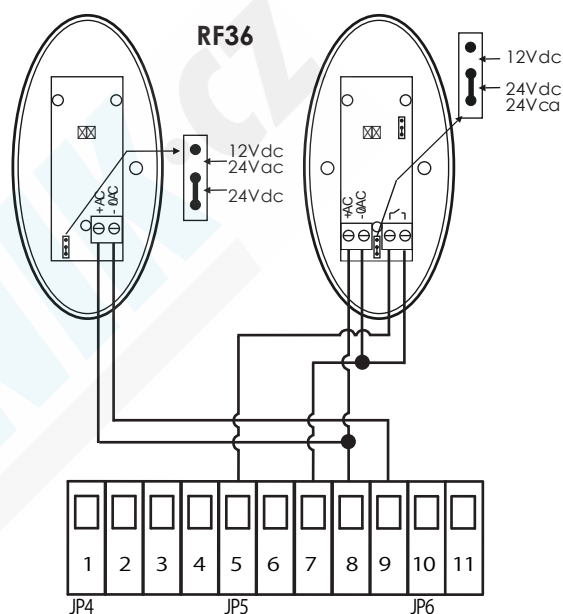 RF36
12Vdc
24Vdc
24Vca
12Vdc
24Vac
24Vdc
+AC
- 0AC
+AC
- 0AC
1 2 3 4 5 6 7 8 9 10 11
JP4 JP5 JP6